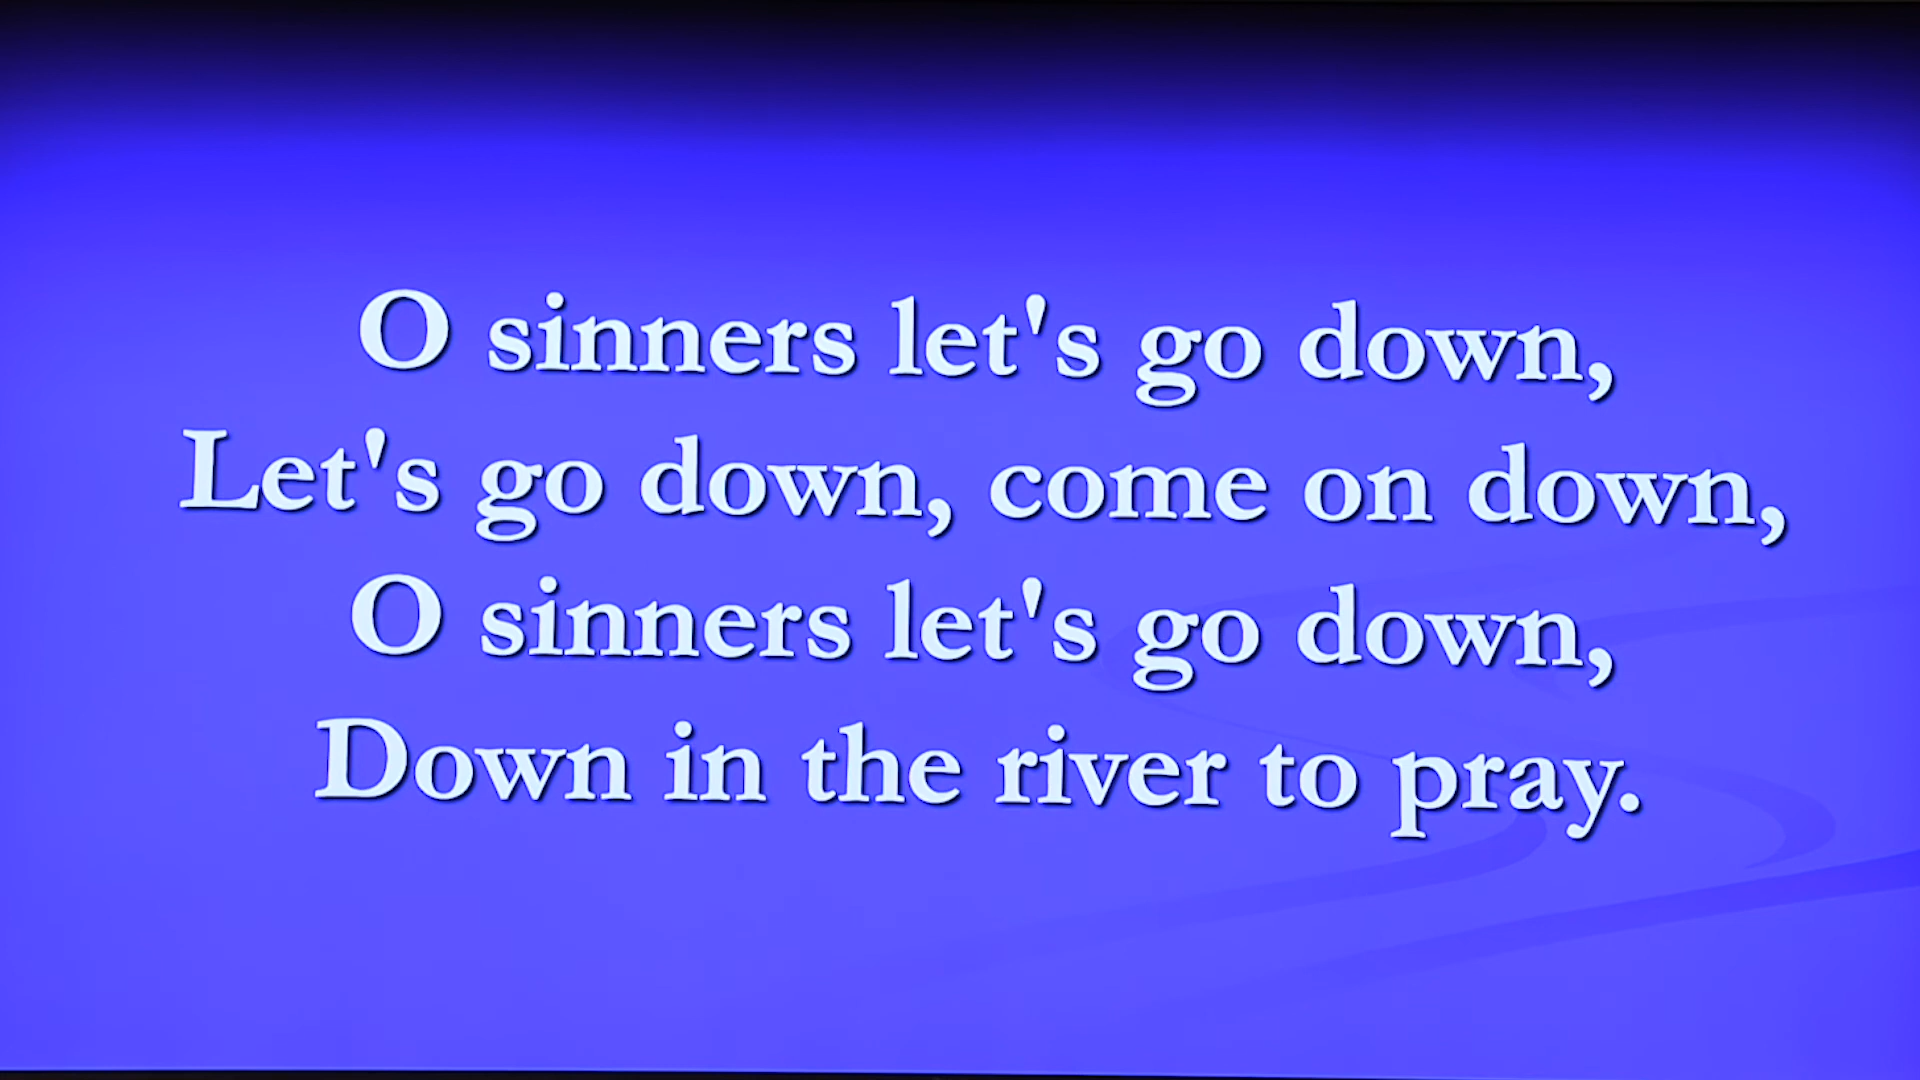 O sinners let's go down,
Let's go down, come on down,
O sinners let's go down,
Down in the river to pray.